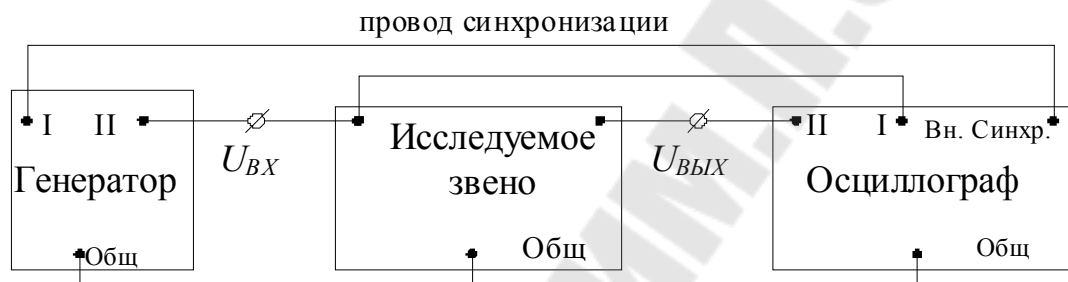 провод синхронизации
I II
II I Вн. Синхр.
Исследуемое
звено
U_ВХ
U_ВЫХ
Генератор
Осциллограф
Общ
Общ
Общ